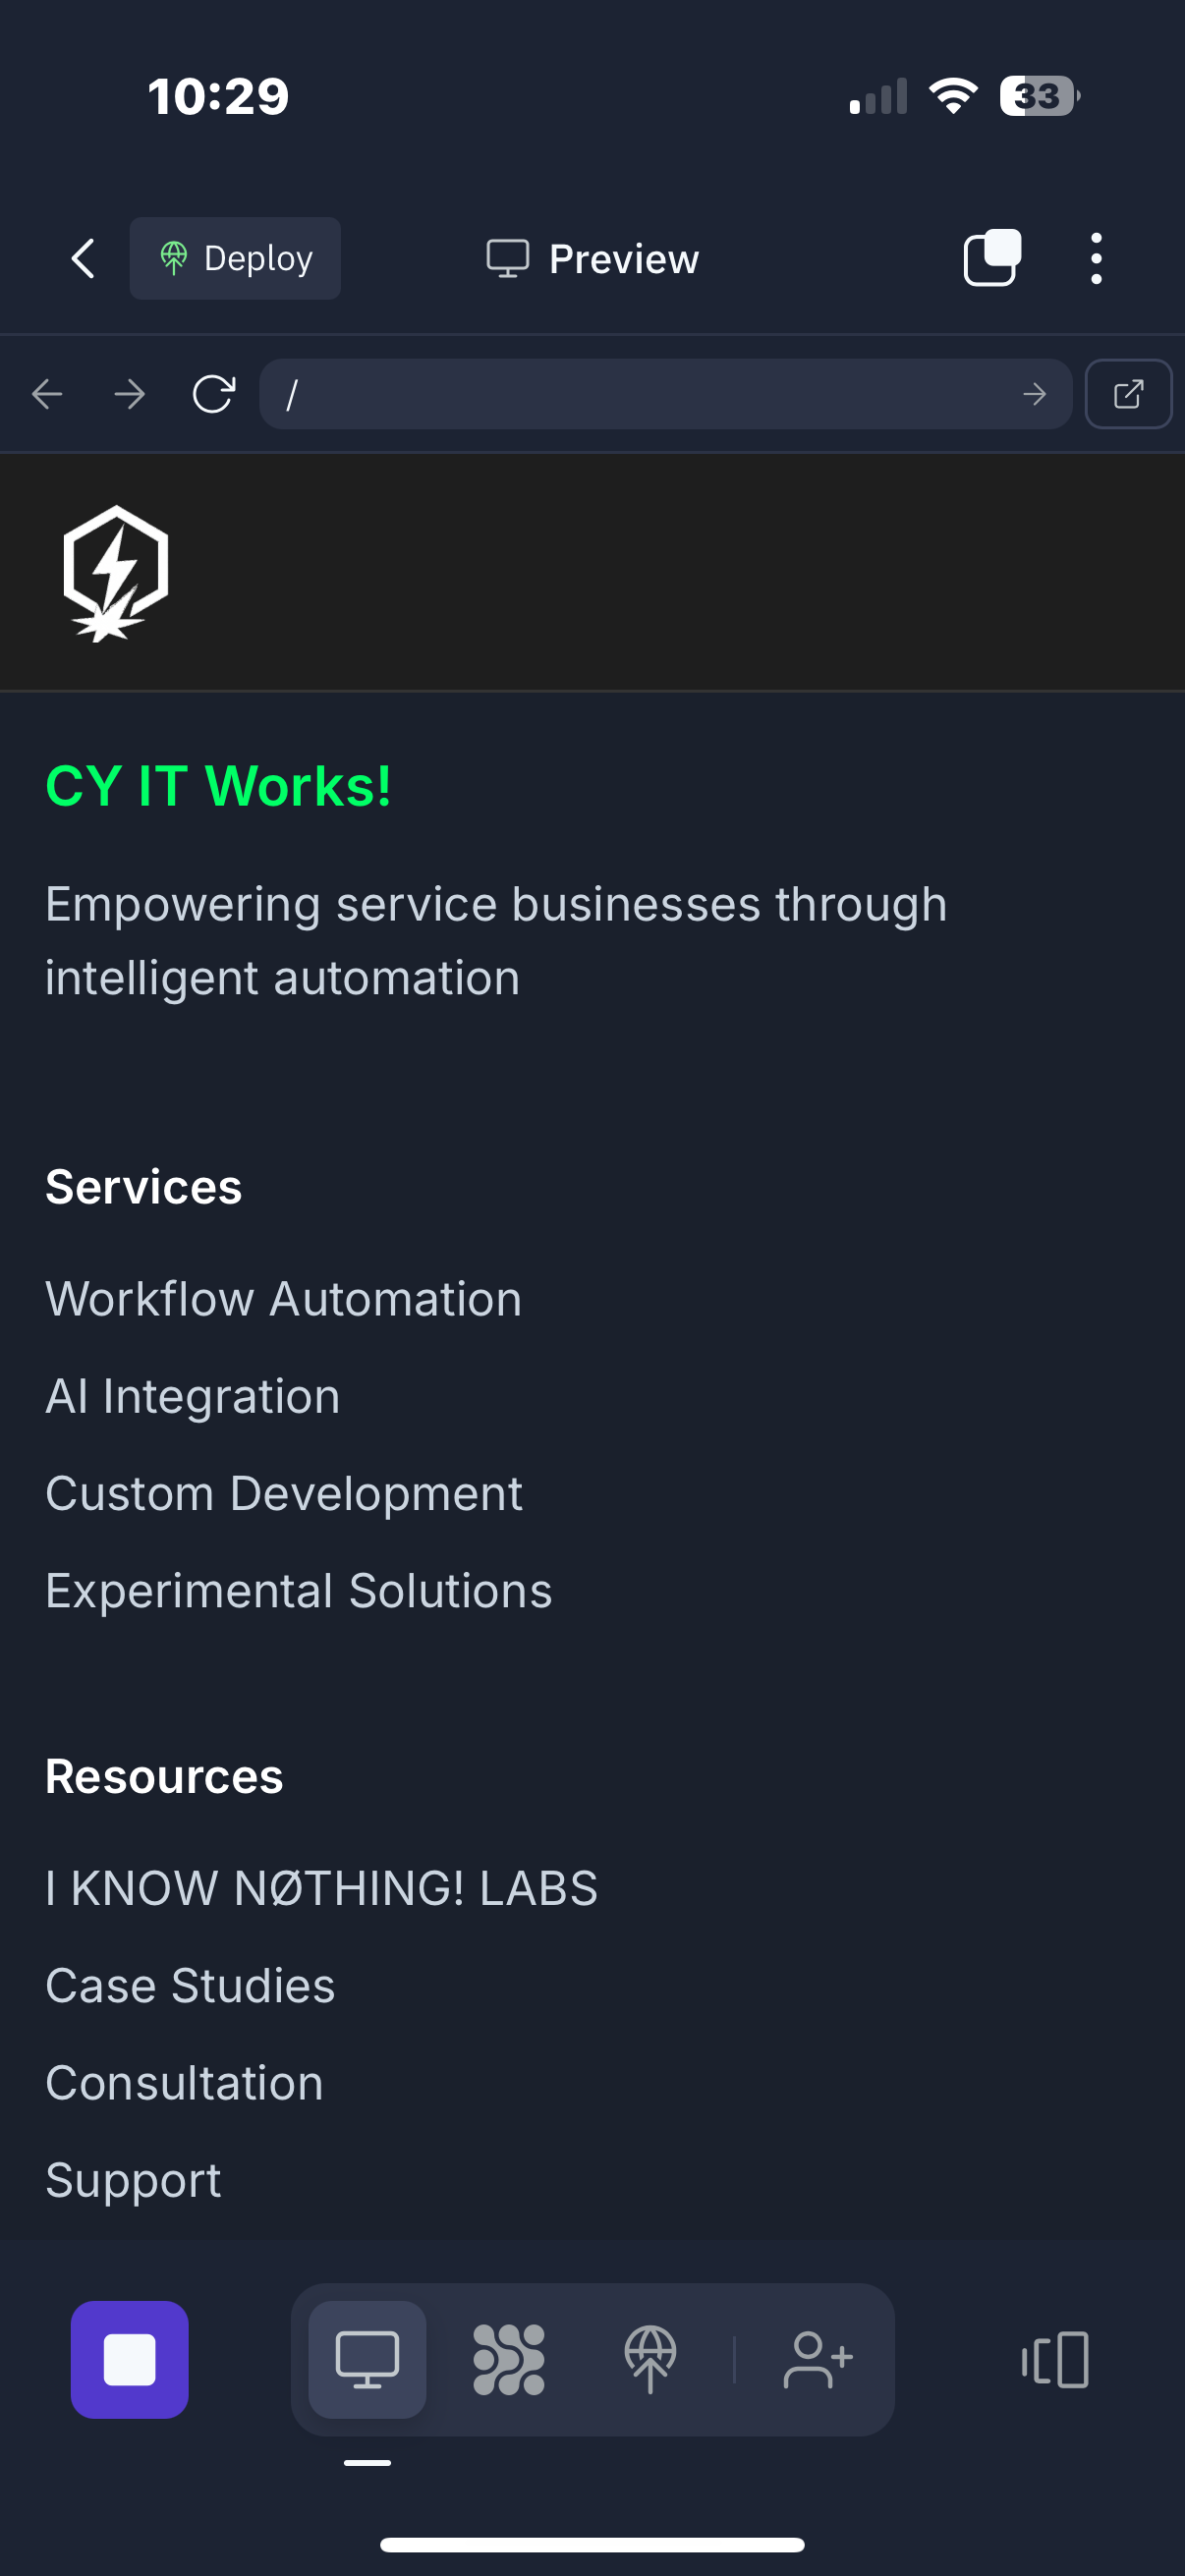 10:29
33
Deploy
Preview
/
CY IT Works!
Empowering service businesses through
intelligent automation
Services
Workflow Automation
AI Integration
Custom Development
Experimental Solutions
Resources
I KNOW NØTHING! LABS
Case Studies
Consultation
Support